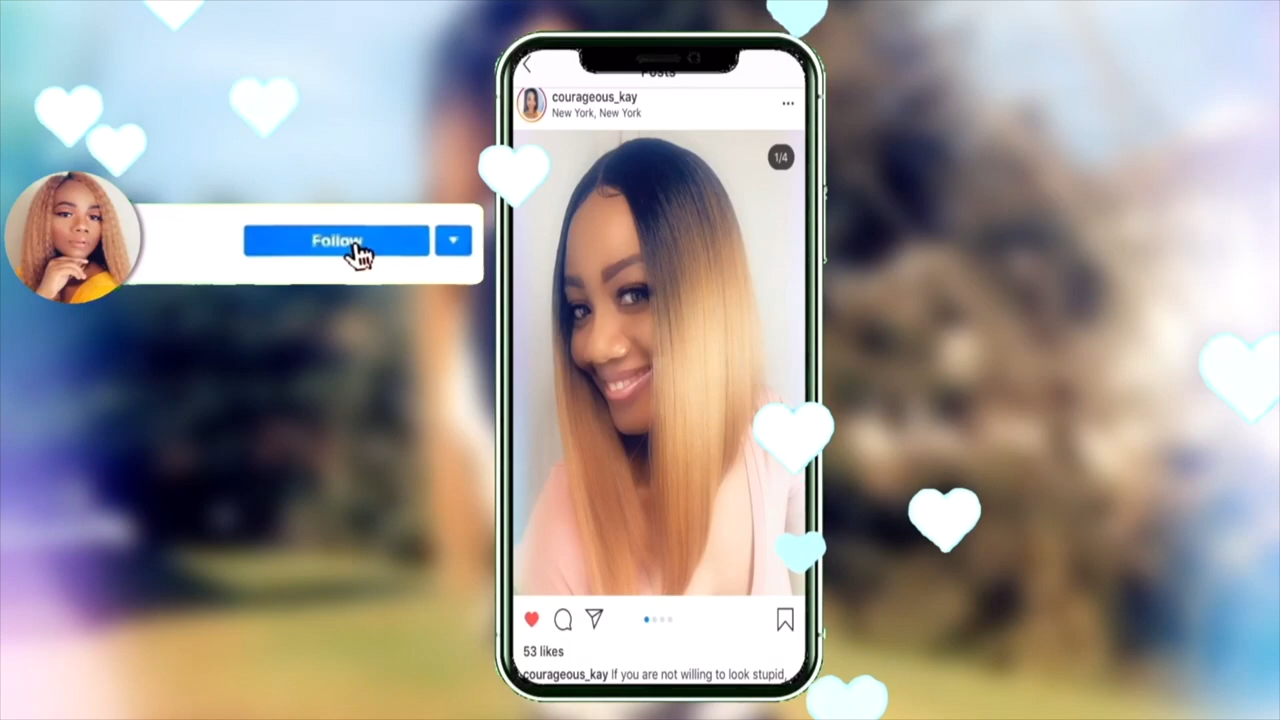 Posts
courageous_kay
New York, New York
1/4
Follow
53 likes
courageous_kay If you are not willing to look stupid,